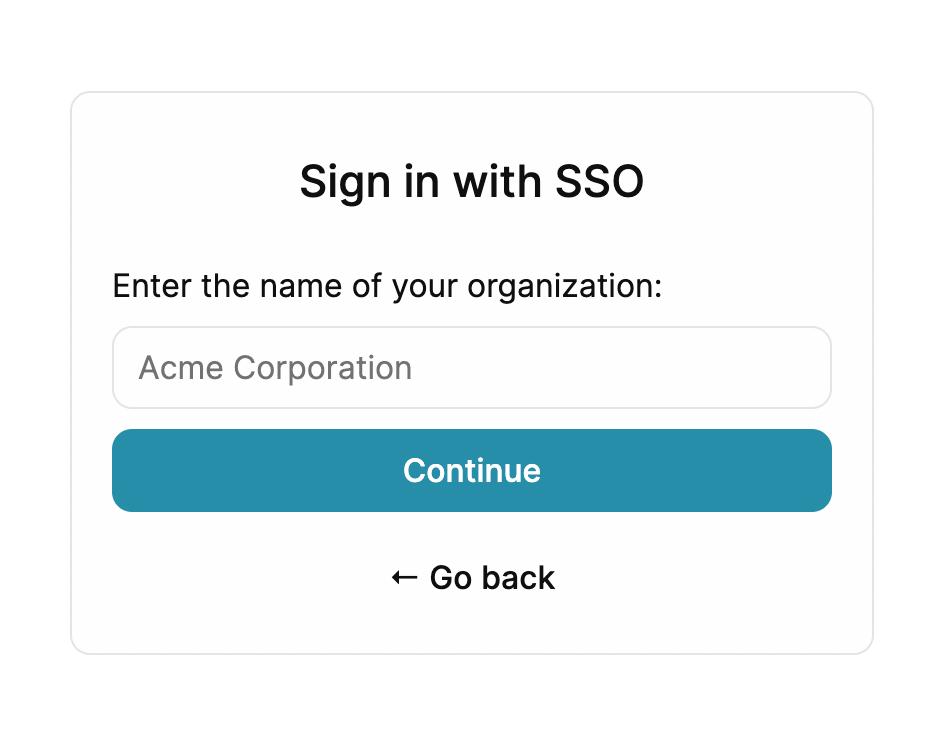 Sign in with SSO
Enter the name of your organization:
Acme Corporation
Continue
← Go back